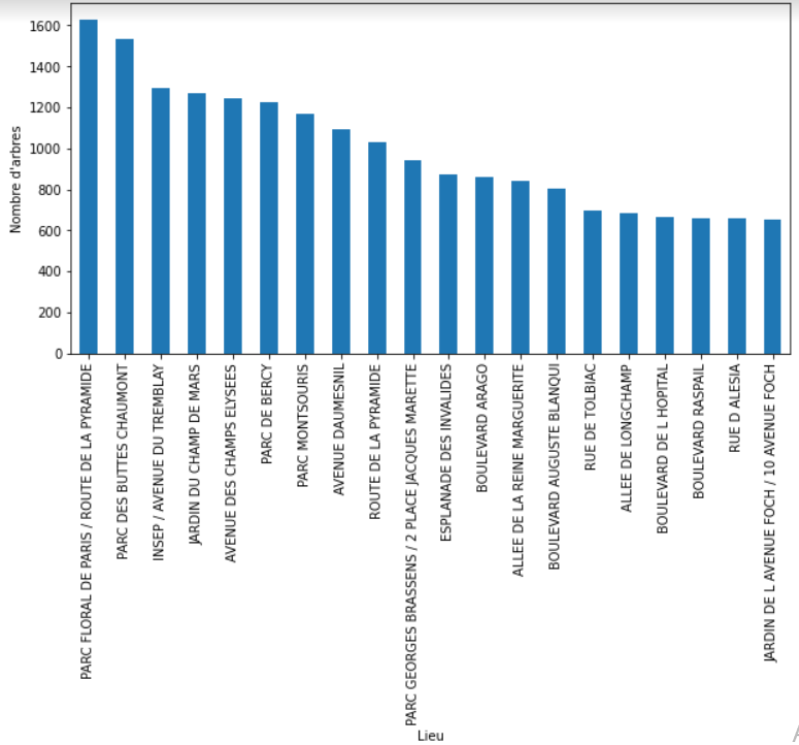 1600
1400
1200
1000
800
600
400
200
0
Nombre d'arbres
PARC FLORAL DE PARIS / ROUTE DE LA PYRAMIDE
PARC DES BUTTES CHAUMONT
INSEP / AVENUE DU TREMBLAY
JARDIN DU CHAMP DE MARS
AVENUE DES CHAMPS ELYSEES
PARC DE BERCY
PARC MONTSOURIS
AVENUE DAUMESNIL
ROUTE DE LA PYRAMIDE
PARC GEORGES BRASSENS / 2 PLACE JACQUES MARETTE
ESPLANADE DES INVALIDES
BOULEVARD ARAGO
ALLEE DE LA REINE MARGUERITE
BOULEVARD AUGUSTE BLANQUI
RUE DE TOLBIAC
ALLEE DE LONGCHAMP
BOULEVARD DE L HOPITAL
BOULEVARD RASPAIL
RUE D ALESIA
JARDIN DE L AVENUE FOCH / 10 AVENUE FOCH
Lieu